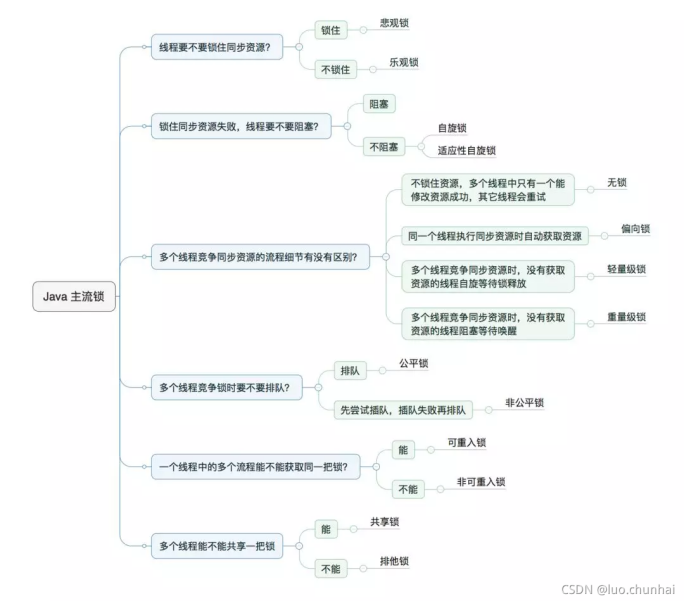 Java 主流锁
线程要不要锁住同步资源?
锁住
悲观锁
不锁住
乐观锁
锁住同步资源失败，线程要不要阻塞?
阻塞
不阻塞
自旋锁
适应性自旋锁
多个线程竞争同步资源的流程细节有没有区别?
不锁住资源，多个线程中只有一个能
修改资源成功，其它线程会重试
无锁
同一个线程执行同步资源时自动获取资源
偏向锁
多个线程竞争同步资源时，没有获取
资源的线程自旋等待锁释放
轻量级锁
多个线程竞争同步资源时，没有获取
资源的线程阻塞等待唤醒
重量级锁
多个线程竞争锁时要不要排队?
排队
公平锁
先尝试插队，插队失败再排队
非公平锁
一个线程中的多个流程能不能获取同一把锁?
能
可重入锁
不能
非可重入锁
多个线程能不能共享一把锁
能
共享锁
不能
排他锁
CSDN @luo.chunhai